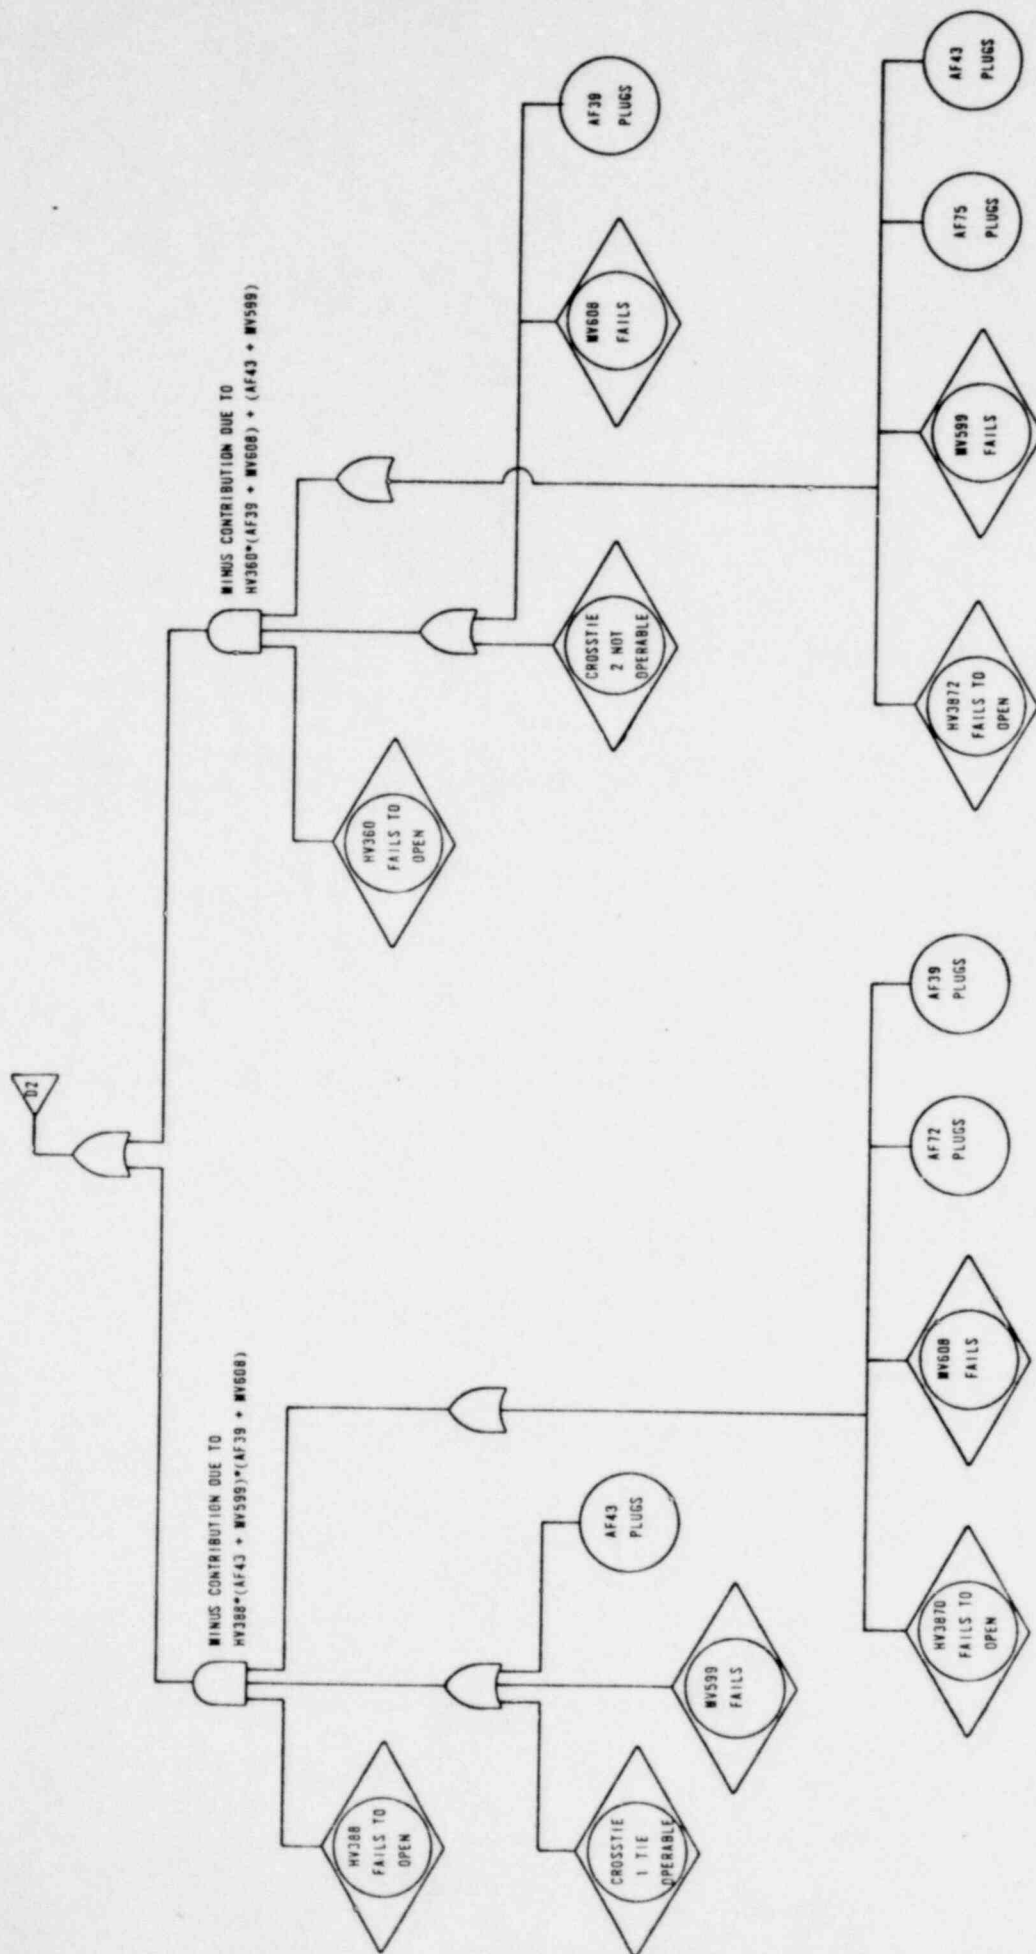 D2
MINUS CONTRIBUTION DUE TO
HV388*(AF43 + MV599)*(AF39 + MV608)
MINUS CONTRIBUTION DUE TO
HV360*(AF39 + MV608) + (AF43 + MV599)
HV388
FAILS TO
OPEN
CROSSTIE
1 TIE
OPERABLE
MV599
FAILS
AF43
PLUGS
HV3870
FAILS TO
OPEN
MV608
FAILS
AF72
PLUGS
AF39
PLUGS
HV360
FAILS TO
OPEN
CROSSTIE
2 NOT
OPERABLE
MV608
FAILS
AF39
PLUGS
HV3872
FAILS TO
OPEN
MV599
FAILS
AF75
PLUGS
AF43
PLUGS